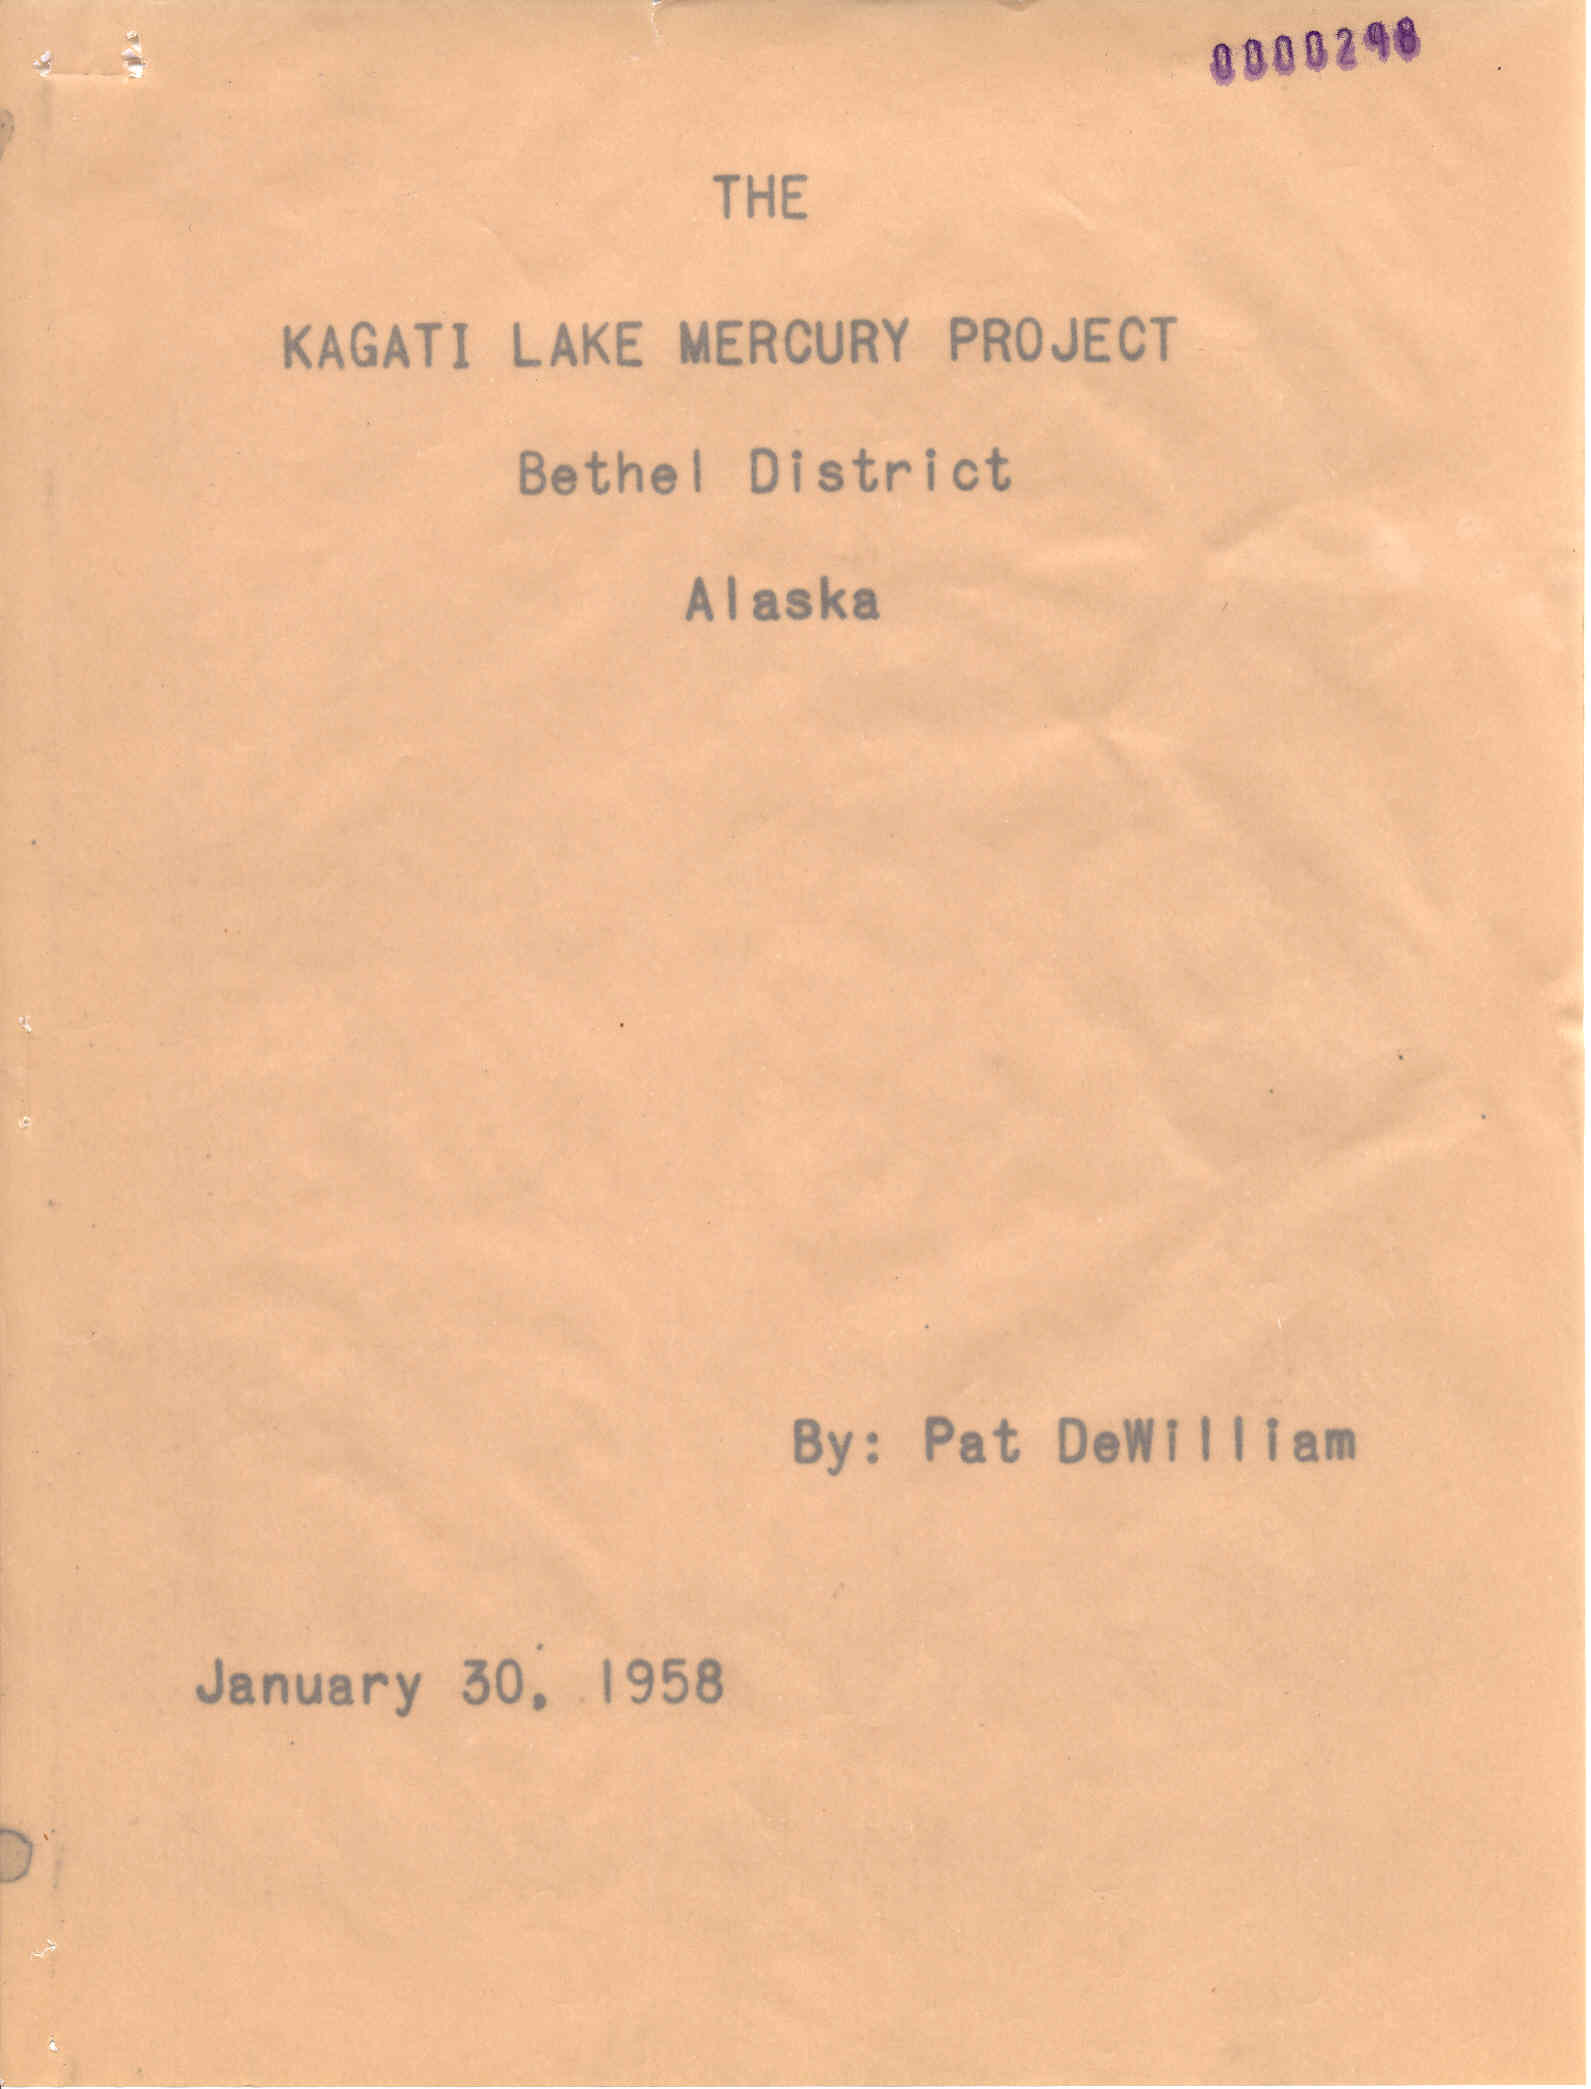 0000298
THE
KAGATI LAKE MERCURY PROJECT
Bethel District
Alaska
By: Pat DeWilliam
January 30, 1958